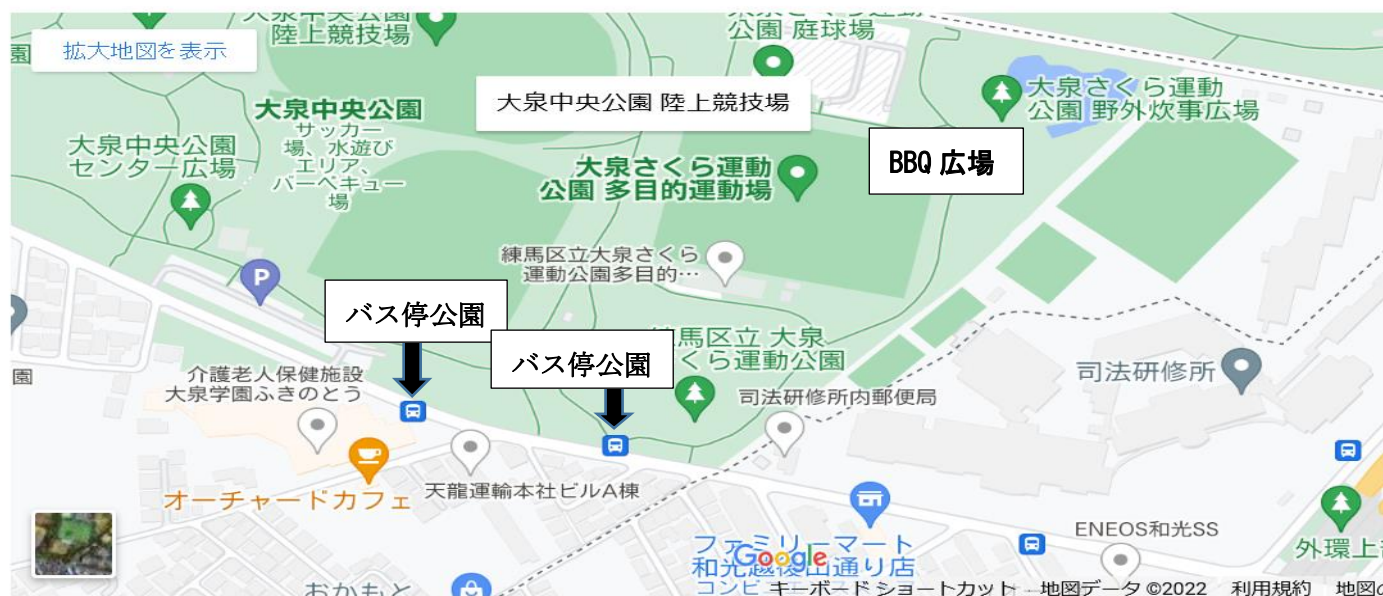 大泉中央公園
陸上競技場
公園 庭球場
園
拡大地図を表示
大泉中央公園 陸上競技場
大泉さくら運動
公園 野外炊事広場
大泉中央公園
サッカー
場、水遊び
エリア、
バーベキュー
場
大泉中央公園
センター広場
大泉さくら運動
公園 多目的運動場
BBQ 広場
練馬区立大泉さくら
運動公園多目的…
P
バス停公園
バス停公園
練馬区立 大泉
さくら運動公園
園
介護老人保健施設
大泉学園ふきのとう
司法研修所
司法研修所内郵便局
オーチャードカフェ
天龍運輸本社ビルA棟
ENEOS和光SS
ファミリーマート
和光越後山通り店
Google
外環上
おかもと
コンビニ
キーボード ショートカット
地図データ ©2022
利用規約